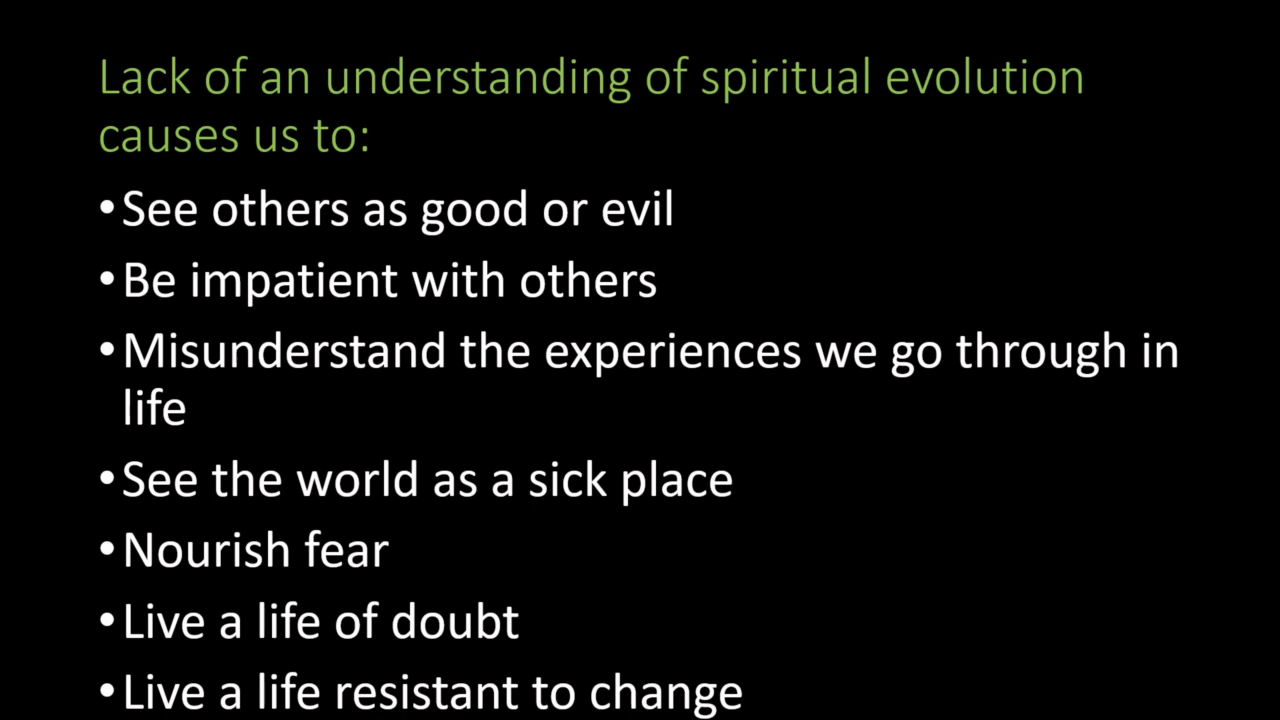 Lack of an understanding of spiritual evolution
causes us to:
•See others as good or evil
•Be impatient with others
•Misunderstand the experiences we go through in
life
•See the world as a sick place
•Nourish fear
•Live a life of doubt
•Live a life resistant to change